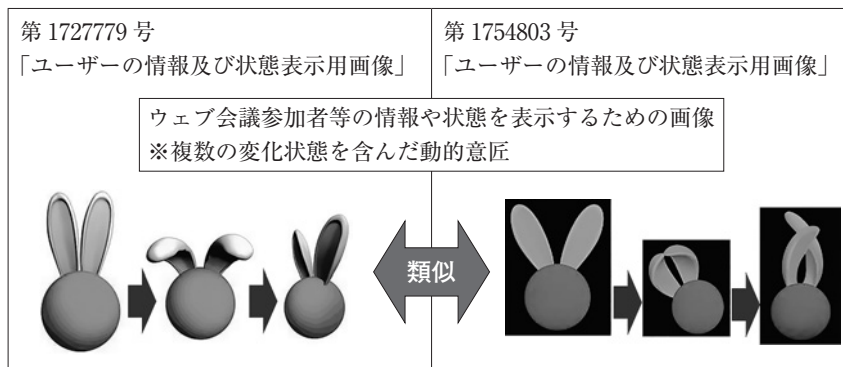 第 1727779 号
「ユーザーの情報及び状態表示用画像」
第 1754803 号
「ユーザーの情報及び状態表示用画像」
ウェブ会議参加者等の情報や状態を表示するための画像
※複数の変化状態を含んだ動的意匠
類似